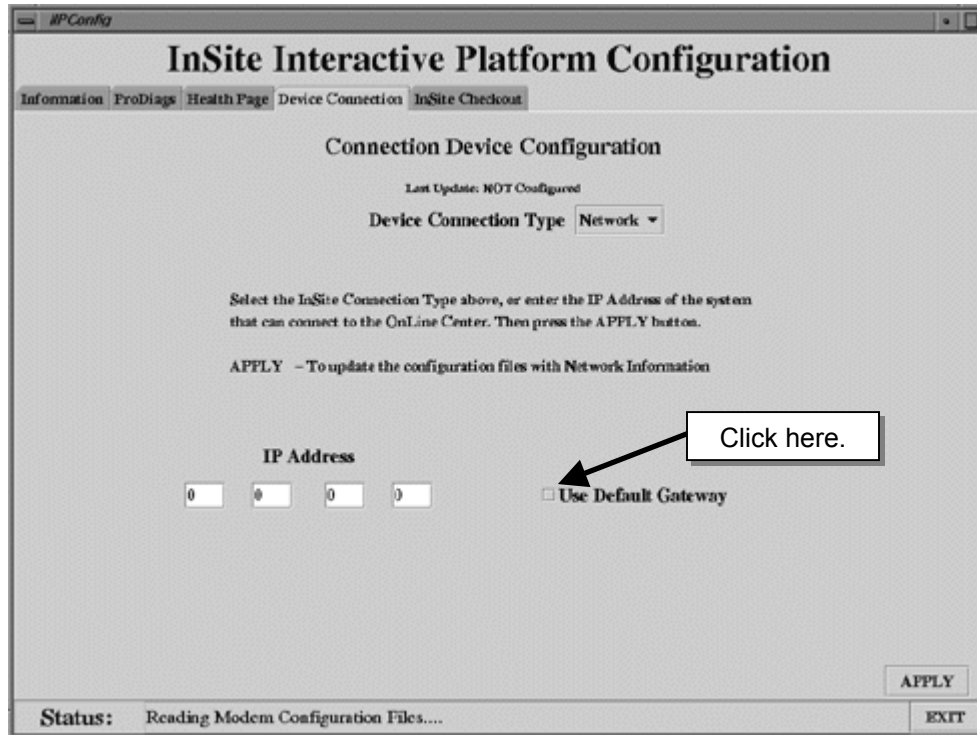 iIPConfig
InSite Interactive Platform Configuration
Information ProDiags Health Page Device Connection InSite Checkout
Connection Device Configuration
Last Update: NOT Configured
Device Connection Type Network
Select the InSite Connection Type above, or enter the IP Address of the system
that can connect to the OnLine Center. Then press the APPLY button.
APPLY – To update the configuration files with Network Information
Click here.
IP Address
0 0 0 0 Use Default Gateway
APPLY
Status: Reading Modem Configuration Files.... EXIT